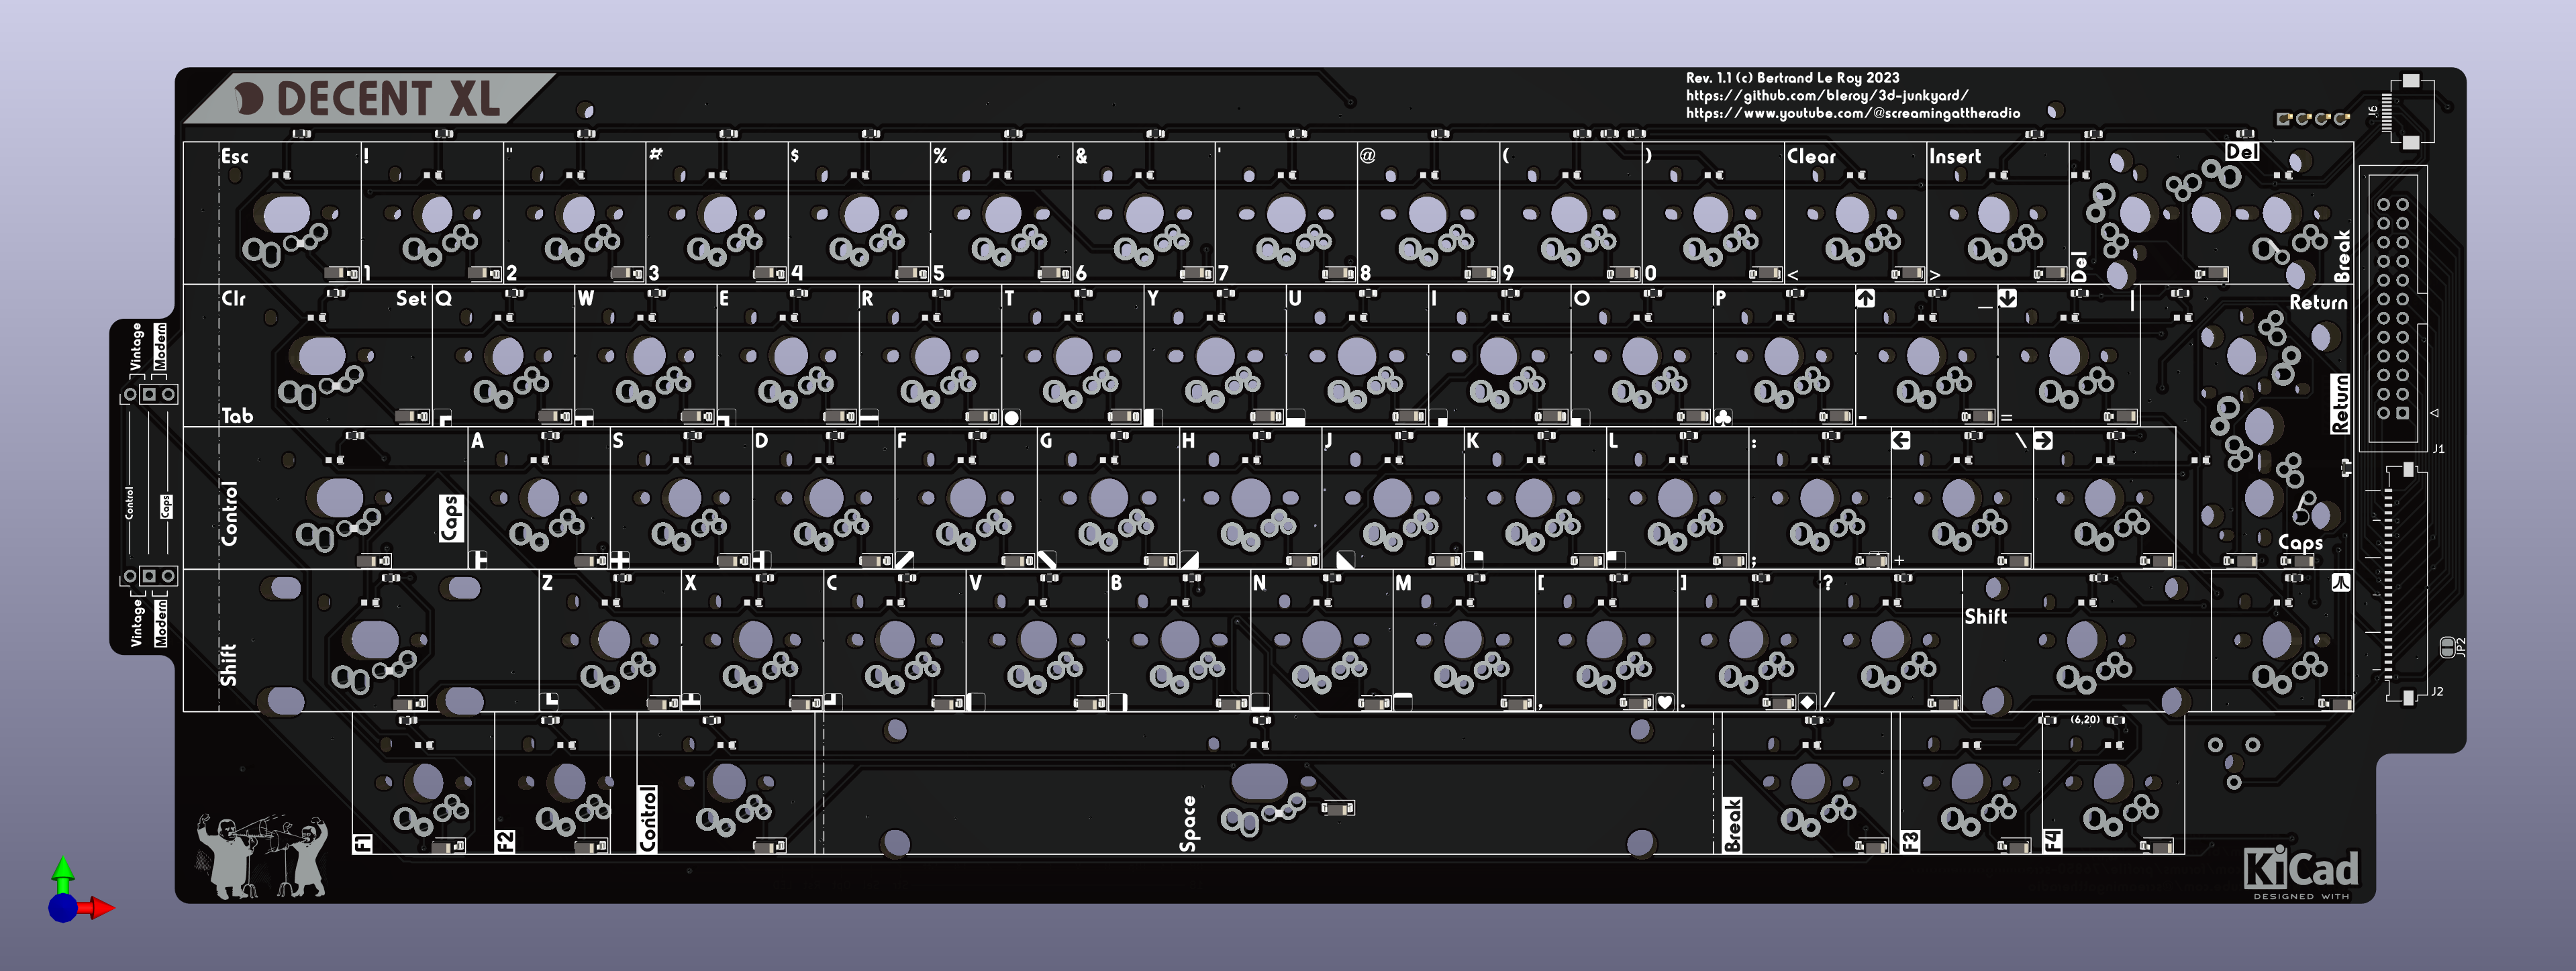 DECENT XL
Rev. 1.1 (c) Bertrand Le Roy 2023
https://github.com/bleroy/3d-junkyard/
https://www.youtube.com/@screamingattheradio
J6
Esc
! 1
" 2
# 3
$ 4
% 5
& 6
' 7
@ 8
( 9
) 0
Clear <
Insert >
Del
Del
Break
Clr Set Tab
Q
W
E
R
T
Y
U
I
O
P
_ -
| =
Return
Return
J1
Vintage
Modern
Control
Caps
Vintage
Modern
Control
Caps
A
S
D
F
G
H
J
K
L
: ;
\ +
Caps
Shift
Z
X
C
V
B
N
M
[ ,
] .
? /
Shift
JP2
J2
F1
F2
Control
Space
Break
F3
F4
(6,20)
KiCad
DESIGNED WITH